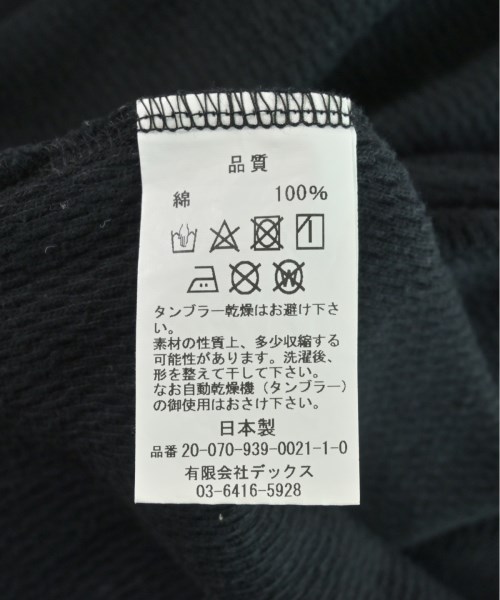 品質
綿 100%
タンブラー乾燥はお避け下さ
い。
素材の性質上、多少収縮する
可能性があります。洗濯後、
形を整えて干して下さい。
なお自動乾燥機(タンブラー)
の御使用はおさけ下さい。
日本製
品番 20-070-939-0021-1-0
有限会社デックス
03-6416-5928